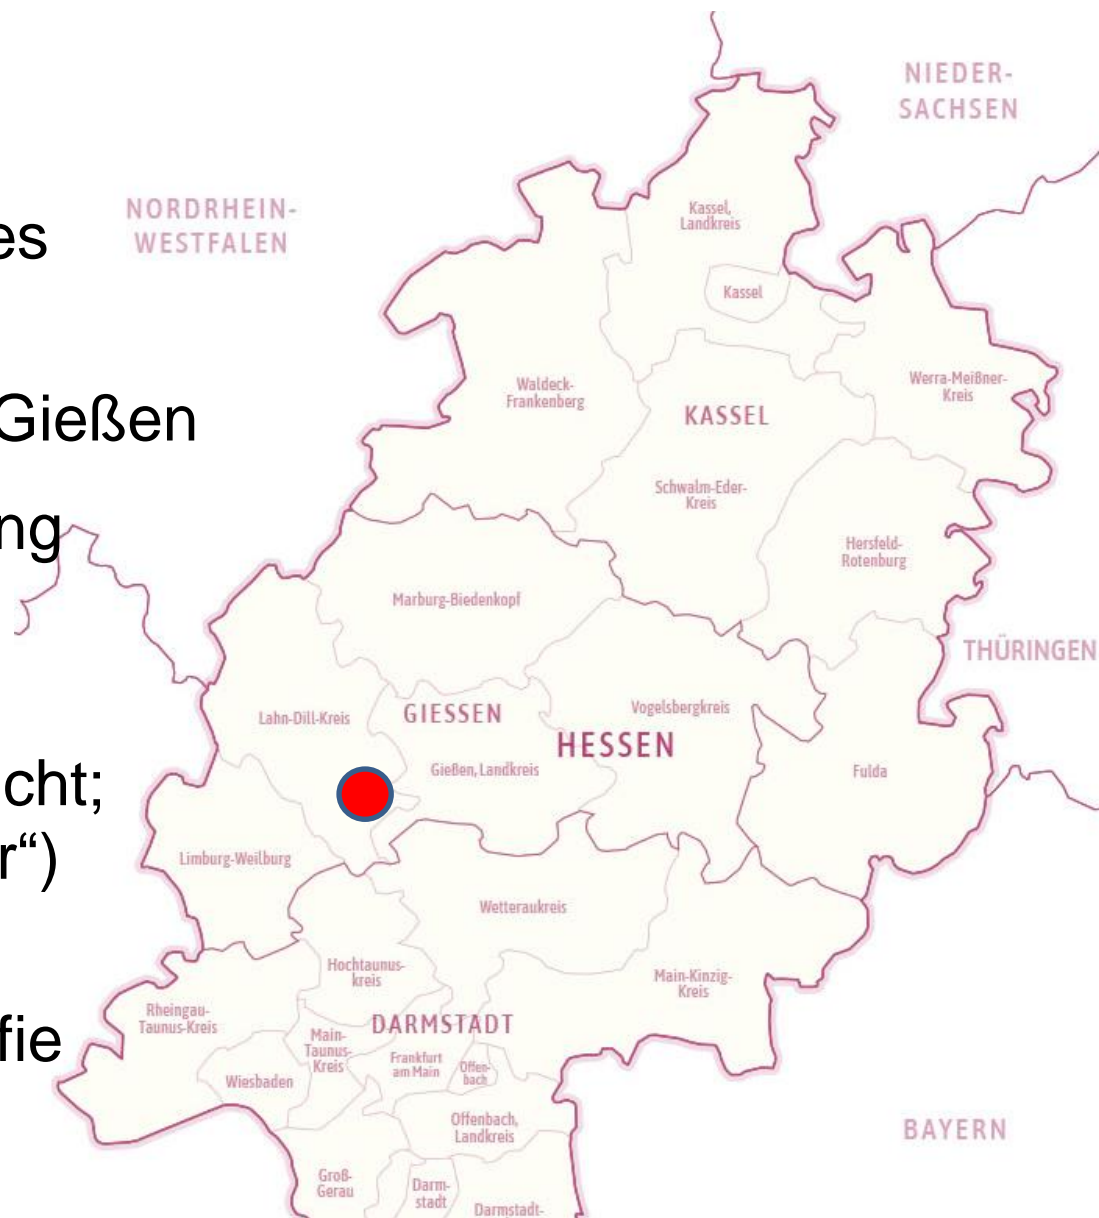 NIEDER-
SACHSEN
NORDRHEIN-
WESTFALEN
es
Kassel,
Landkreis
Kassel
Waldeck-
Frankenberg
Werra-Meißner-
Kreis
KASSEL
Gießen
Schwalm-Eder-
Kreis
ng
Hersfeld-
Rotenburg
Marburg-Biedenkopf
THÜRINGEN
Lahn-Dill-Kreis
GIESSEN
Vogelsbergkreis
HESSEN
Gießen, Landkreis
Fulda
cht;
r“)
Limburg-Weilburg
Wetteraukreis
Hochtaunus-
kreis
Main-Kinzig-
Kreis
Rheingau-
Taunus-Kreis
DARMSTADT
fie
Main-
Taunus-
Kreis
Frankfurt
am Main
Offen-
bach
Wiesbaden
Offenbach,
Landkreis
BAYERN
Groß-
Gerau
Darm-
stadt
Darmstadt-